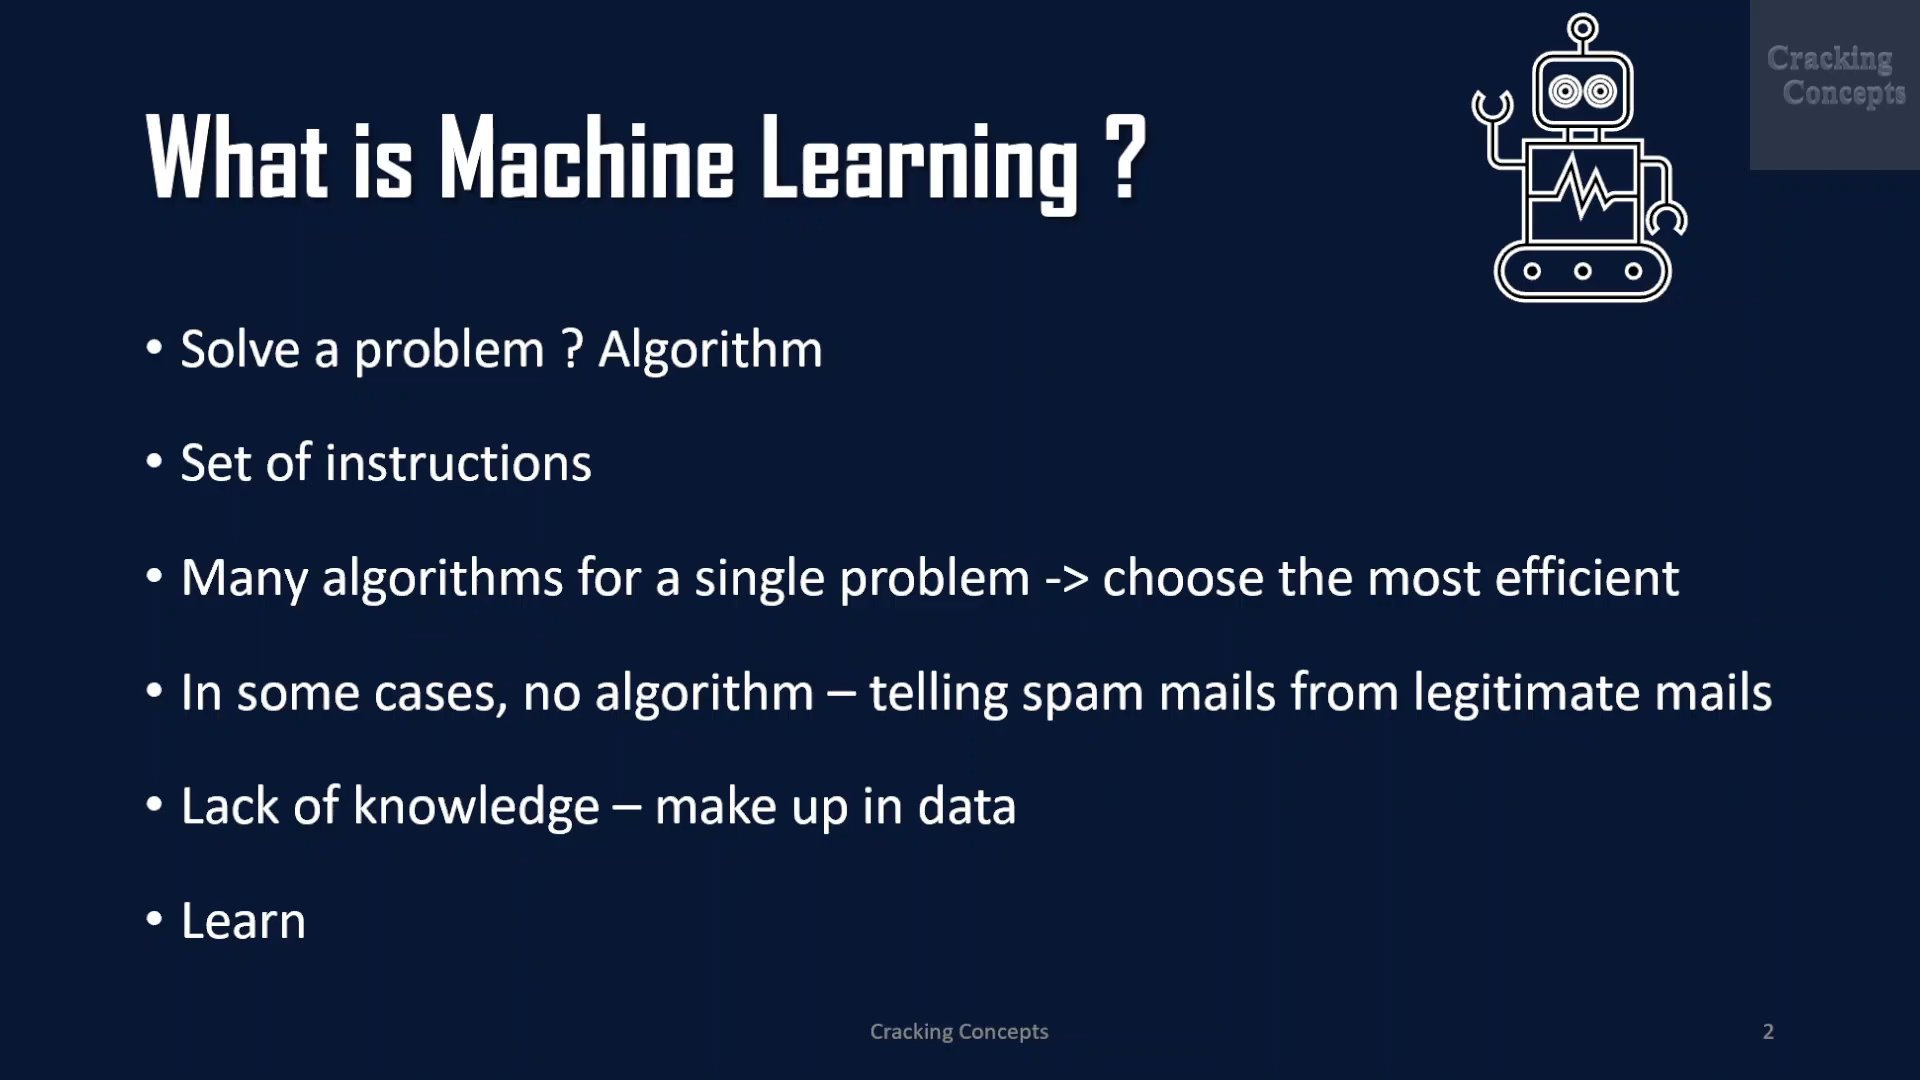 Cracking
Concepts
What is Machine Learning ?
• Solve a problem ? Algorithm
• Set of instructions
• Many algorithms for a single problem -> choose the most efficient
• In some cases, no algorithm – telling spam mails from legitimate mails
• Lack of knowledge – make up in data
• Learn
Cracking Concepts
2